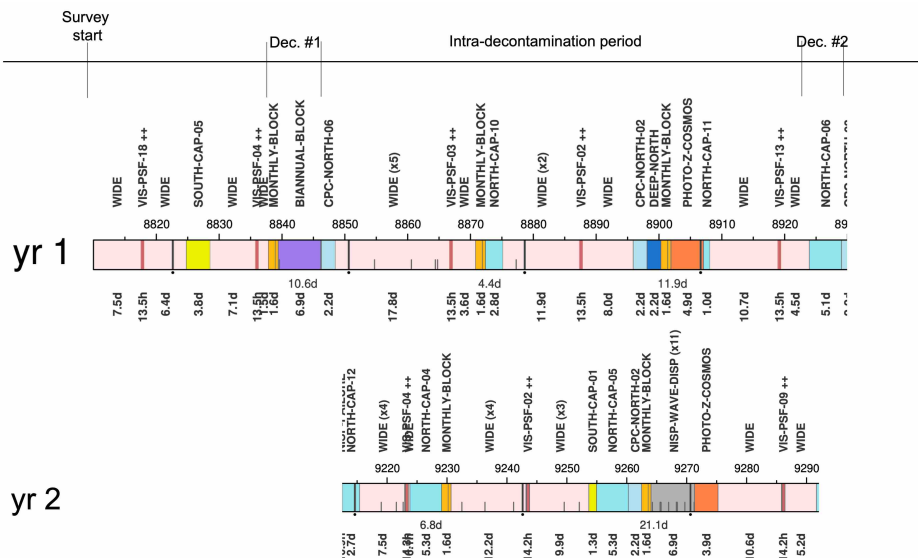 Survey
start
Dec. #1
Intra-decontamination period
Dec. #2
WIDE
VIS-PSF-18 ++
WIDE
SOUTH-CAP-05
WIDE
VIS-PSF-04 ++
WIDE
MONTHLY-BLOCK
BIANNUAL-BLOCK
CPC-NORTH-06
WIDE (x5)
VIS-PSF-03 ++
WIDE
MONTHLY-BLOCK
NORTH-CAP-10
WIDE (x2)
VIS-PSF-02 ++
WIDE
CPC-NORTH-02
DEEP-NORTH
MONTHLY-BLOCK
PHOTO-Z-COSMOS
NORTH-CAP-11
WIDE
VIS-PSF-13 ++
WIDE
NORTH-CAP-06
8820 8830 8840 8850 8860 8870 8880 8890 8900 8910 8920 89
yr 1
10.6d 4.4d 11.9d
7.5d
13.5h
6.4d
3.8d
7.1d
13.5h
1.6d
6.9d
2.2d
17.8d
13.5h
3.6d
1.6d
2.8d
11.9d
13.5h
8.0d
2.2d
2.2d
1.6d
4.9d
1.0d
10.7d
13.5h
4.5d
5.1d
NORTH-CAP-12
WIDE (x4)
VIS-PSF-04 ++
WIDE
NORTH-CAP-04
MONTHLY-BLOCK
WIDE (x4)
VIS-PSF-02 ++
WIDE (x3)
SOUTH-CAP-01
NORTH-CAP-05
CPC-NORTH-02
MONTHLY-BLOCK
NISP-WAVE-DISP (x11)
PHOTO-Z-COSMOS
WIDE
VIS-PSF-09 ++
WIDE
9220 9230 9240 9250 9260 9270 9280 9290
yr 2
6.8d 21.1d
2.7d
7.5d
5.3d
1.6d
12.2d
14.2h
9.9d
1.3d
5.3d
2.2d
1.6d
6.9d
3.9d
10.6d
14.2h
5.2d